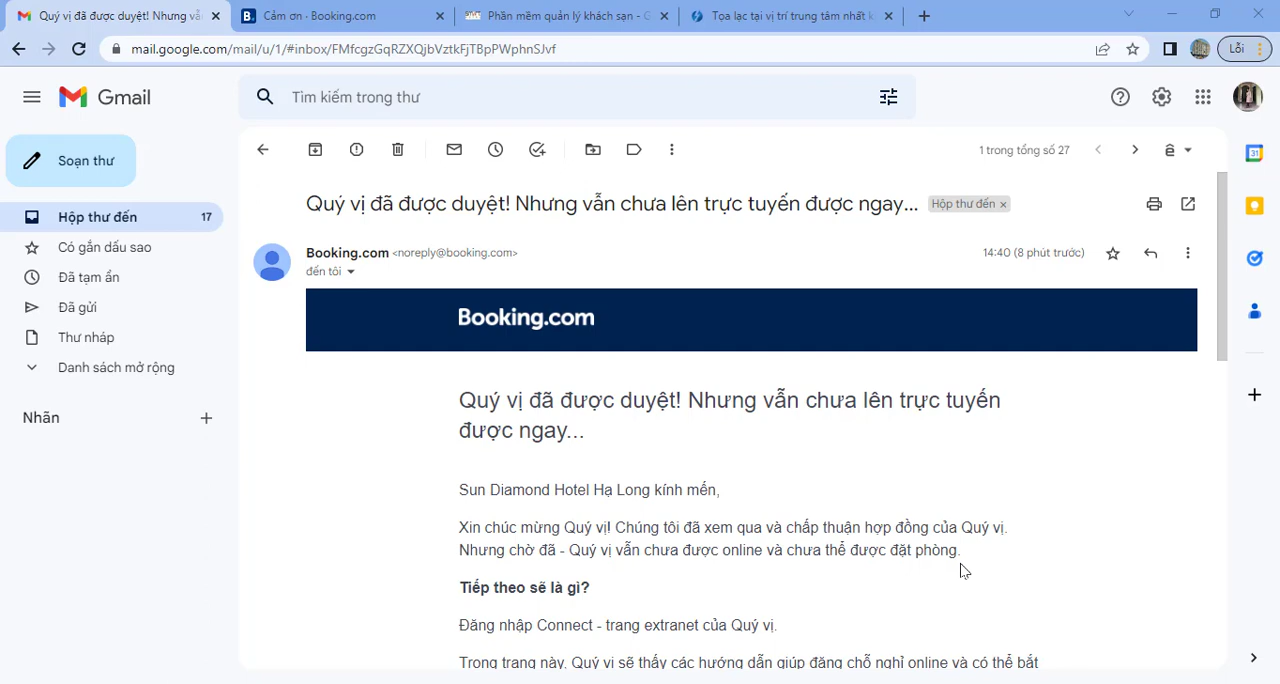 Quý vị đã được duyệt! Nhưng vẫ
Cảm ơn - Booking.com
Phần mềm quản lý khách sạn - G
Tọa lạc tại vị trí trung tâm nhất k
mail.google.com/mail/u/1/#inbox/FMfcgzGqRZXQjbVztkFjTBpPWphnSJvf
Lỗi
Gmail
Tìm kiếm trong thư
Soạn thư
1 trong tổng số 27
Hộp thư đến 17
Có gắn dấu sao
Đã tạm ẩn
Đã gửi
Thư nháp
Danh sách mở rộng
Nhãn
Quý vị đã được duyệt! Nhưng vẫn chưa lên trực tuyến được ngay...
Hộp thư đến
Booking.com <noreply@booking.com>
14:40 (8 phút trước)
đến tôi
Booking.com
Quý vị đã được duyệt! Nhưng vẫn chưa lên trực tuyến
được ngay...
Sun Diamond Hotel Hạ Long kính mến,
Xin chúc mừng Quý vị! Chúng tôi đã xem qua và chấp thuận hợp đồng của Quý vị.
Nhưng chờ đã - Quý vị vẫn chưa được online và chưa thể được đặt phòng.
Tiếp theo sẽ là gì?
Đăng nhập Connect - trang extranet của Quý vị.
Trong trang này, Quý vị sẽ thấy các hướng dẫn giúp đăng chỗ nghỉ online và có thể bắt